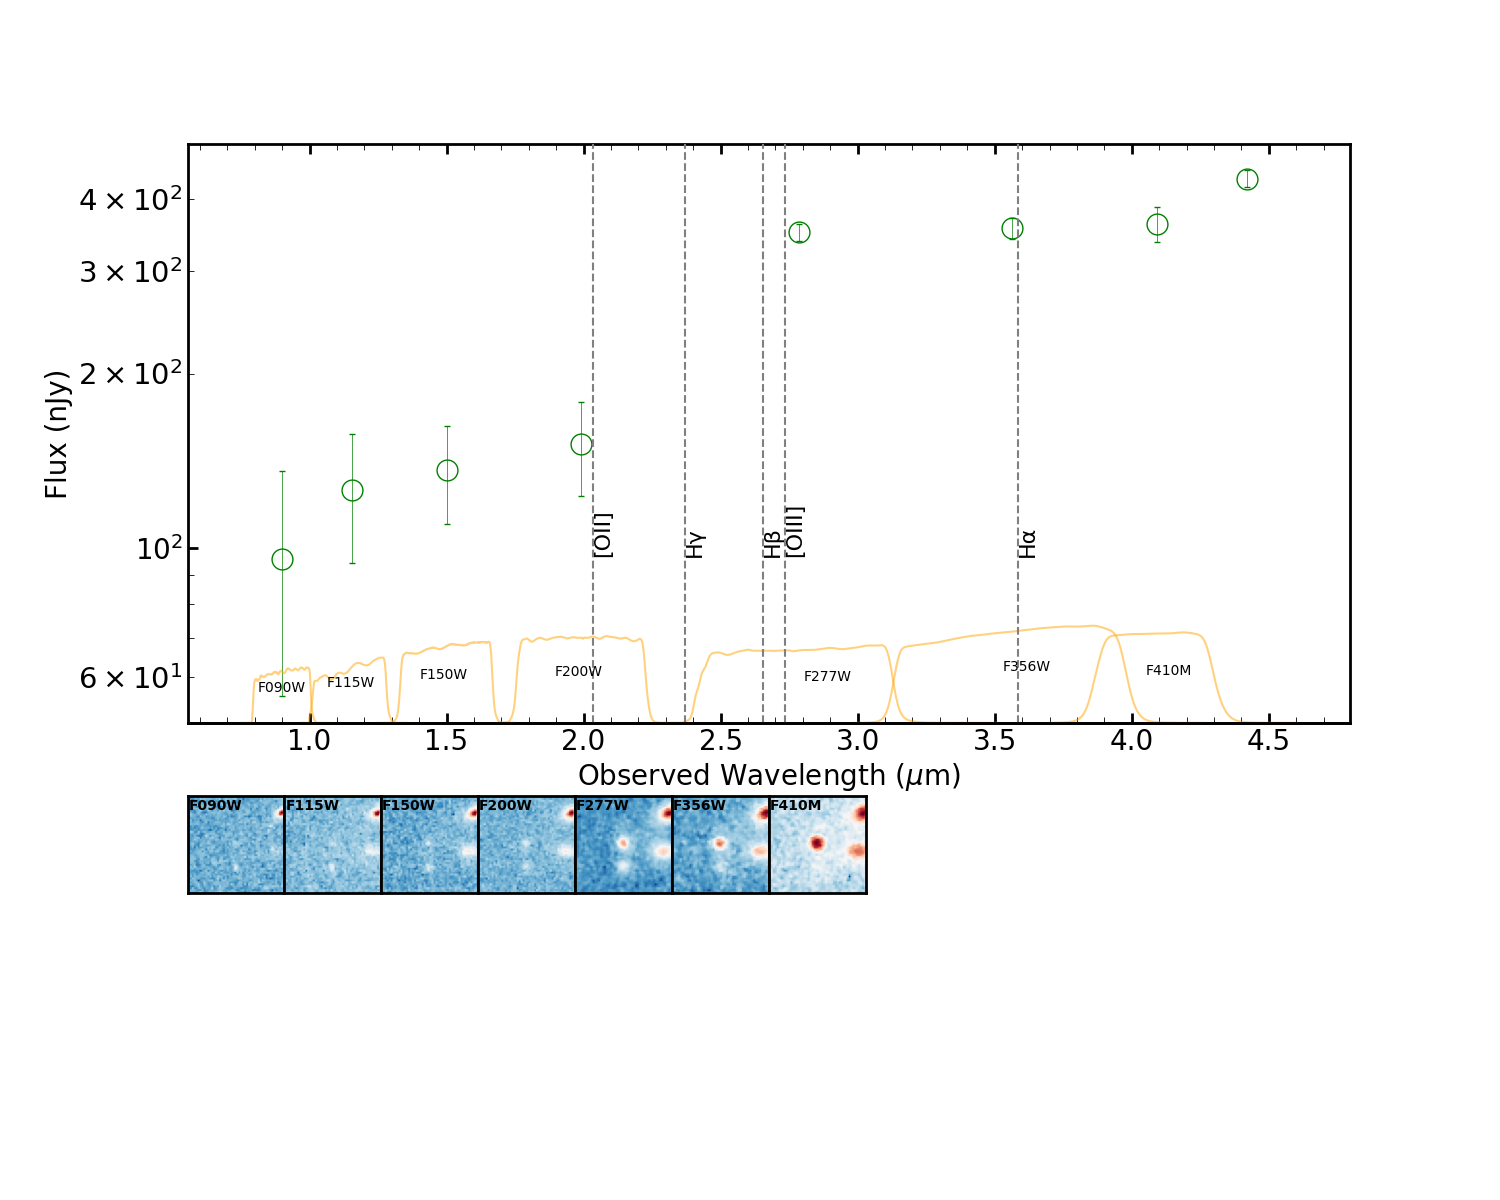 4 × 10²
3 × 10²
2 × 10²
10²
6 × 10¹
Flux (nJy)
[OII]
Hγ
Hβ
[OIII]
Hα
F090W
F115W
F150W
F200W
F277W
F356W
F410M
1.0 1.5 2.0 2.5 3.0 3.5 4.0 4.5
Observed Wavelength (μm)
F090W F115W F150W F200W F277W F356W F410M